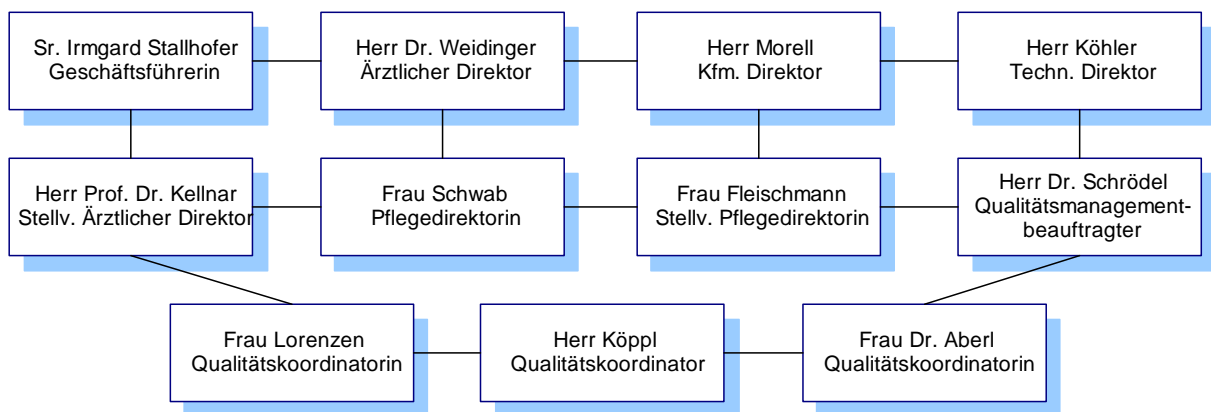 Sr. Irmgard Stallhofer
Geschäftsführerin
Herr Dr. Weidinger
Ärztlicher Direktor
Herr Morell
Kfm. Direktor
Herr Köhler
Techn. Direktor
Herr Prof. Dr. Kellnar
Stellv. Ärztlicher Direktor
Frau Schwab
Pflegedirektorin
Frau Fleischmann
Stellv. Pflegedirektorin
Herr Dr. Schrödel
Qualitätsmanagement-
beauftragter
Frau Lorenzen
Qualitätskoordinatorin
Herr Köppl
Qualitätskoordinator
Frau Dr. Aberl
Qualitätskoordinatorin